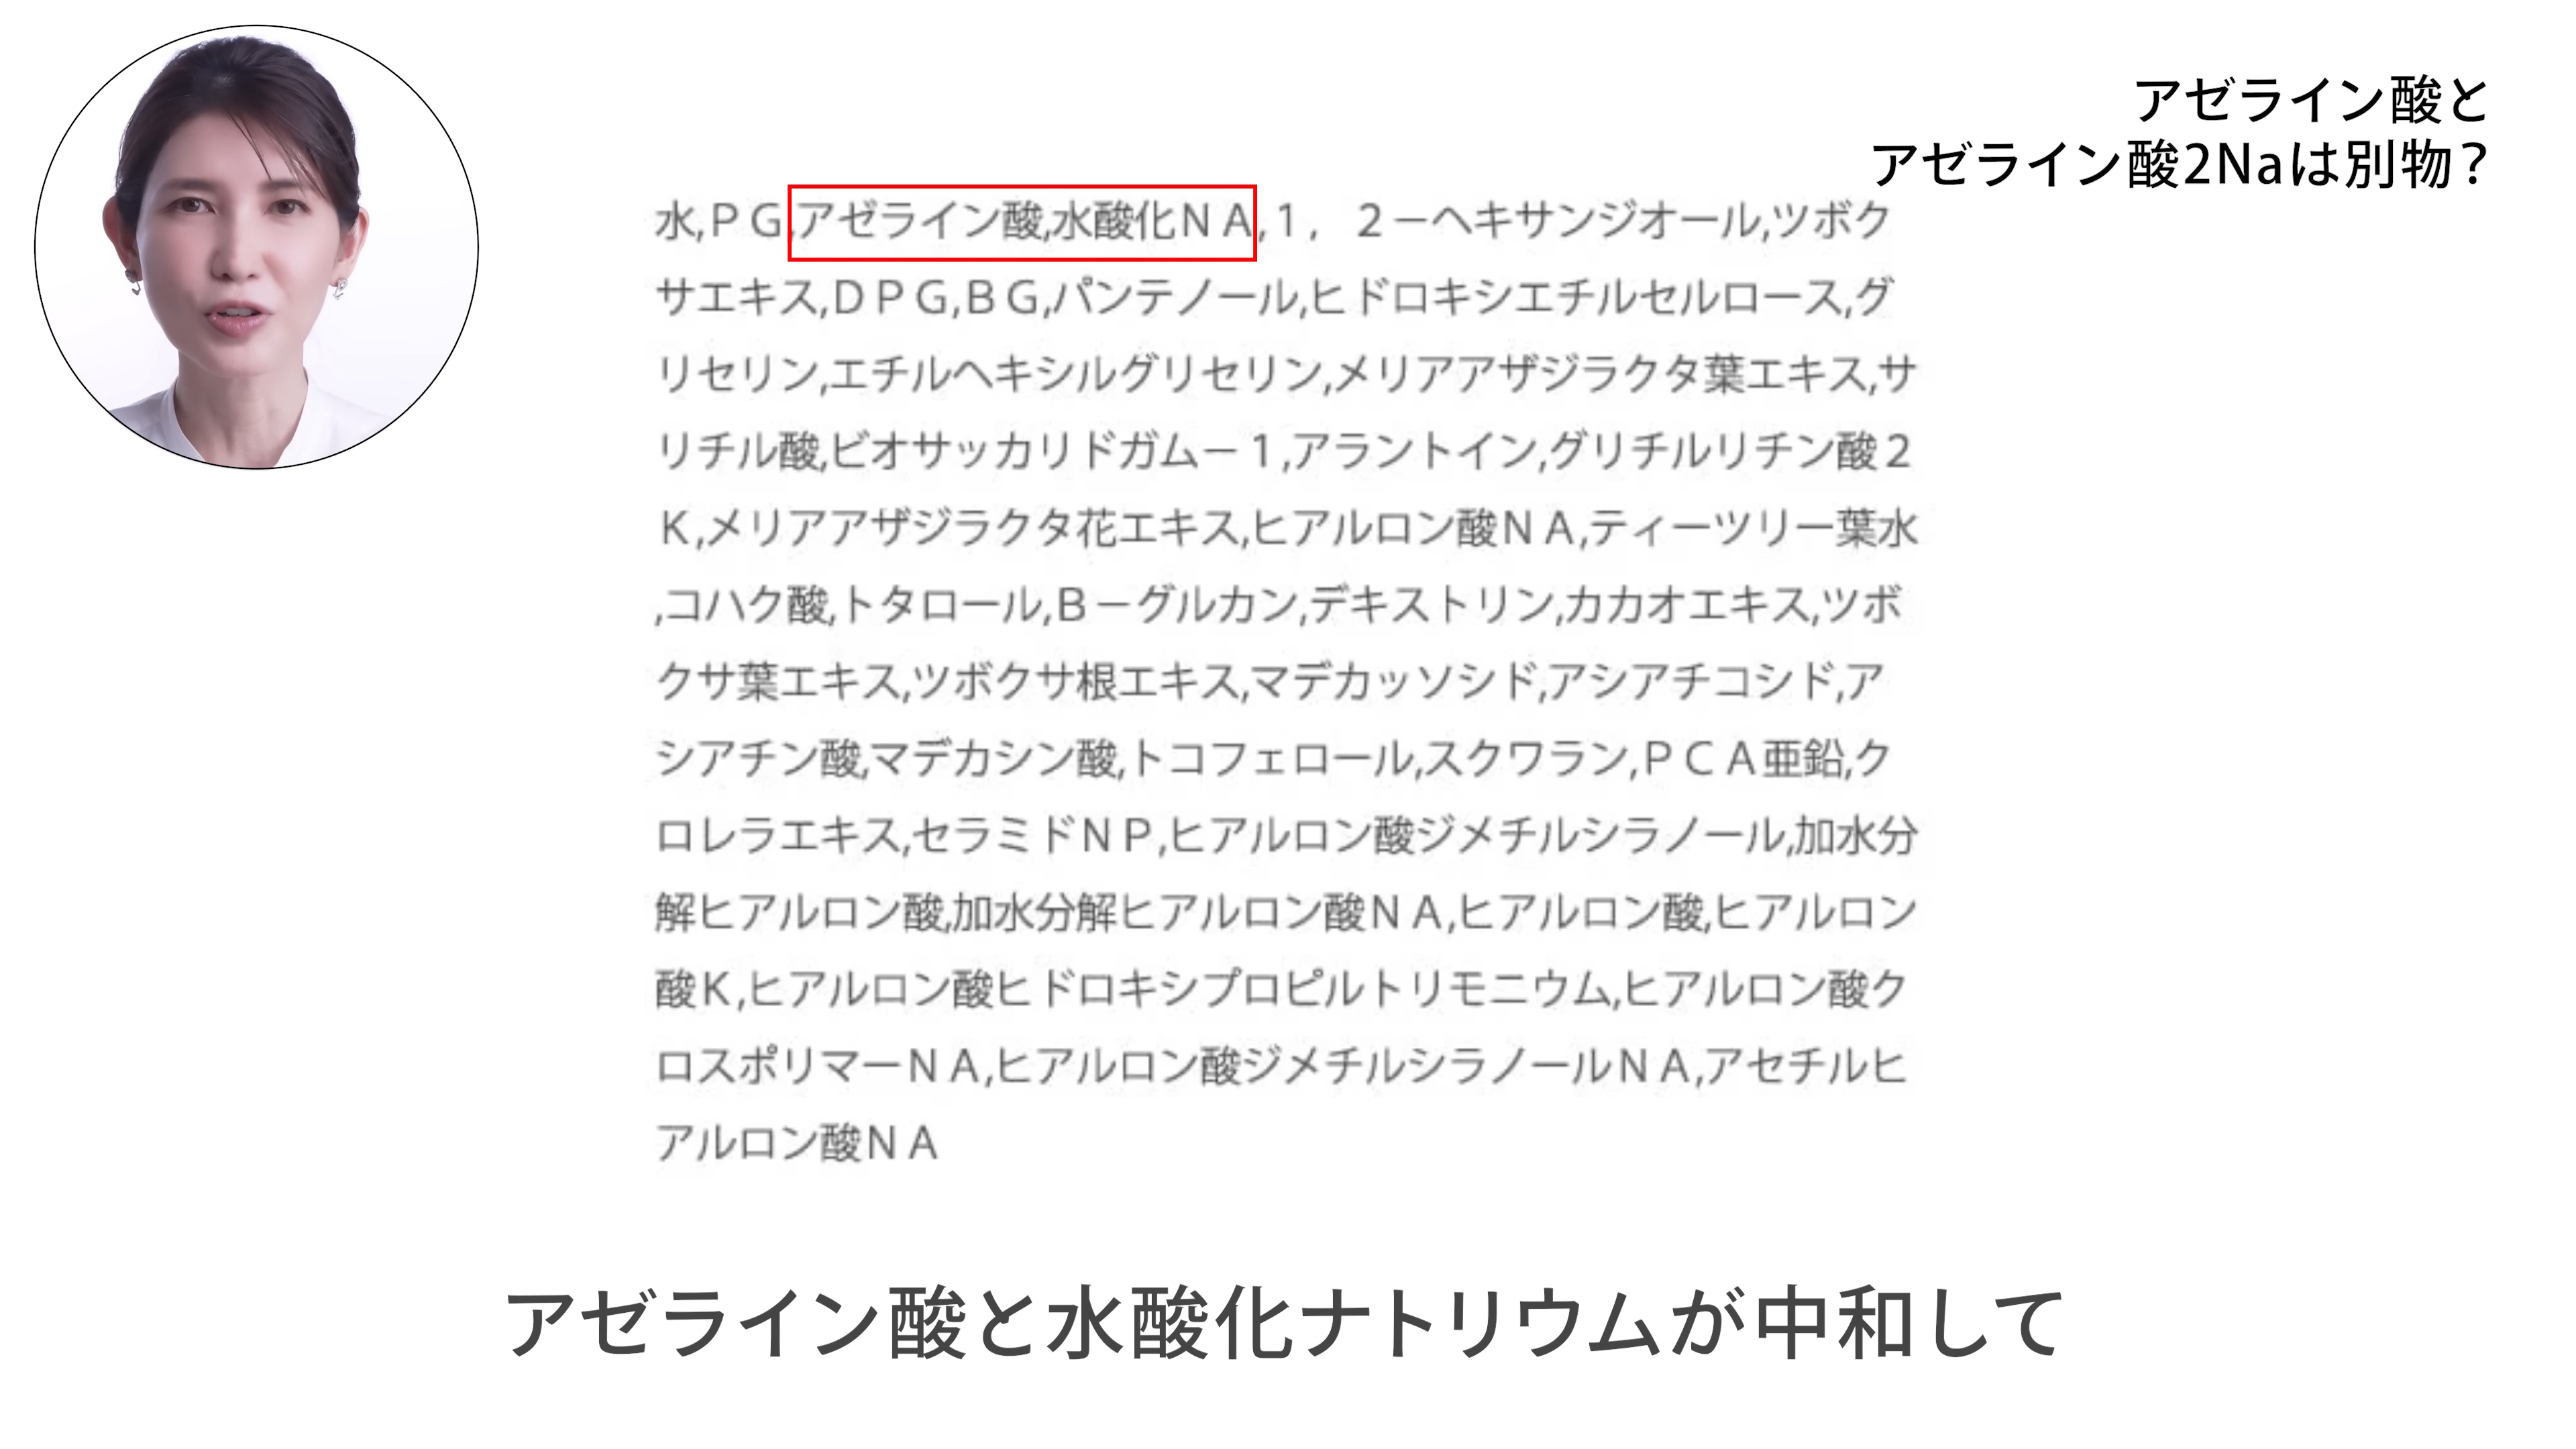 アゼライン酸と
アゼライン酸2Naは別物？
水,ＰＧ,アゼライン酸,水酸化ＮＡ,１，２－ヘキサンジオール,ツボク
サエキス,ＤＰＧ,ＢＧ,パンテノール,ヒドロキシエチルセルロース,グ
リセリン,エチルヘキシルグリセリン,メリアアザジラクタ葉エキス,サ
リチル酸,ビオサッカリドガムー１,アラントイン,グリチルリチン酸２
Ｋ,メリアアザジラクタ花エキス,ヒアルロン酸ＮＡ,ティーツリー葉水
,コハク酸,トタロール,Ｂ－グルカン,デキストリン,カカオエキス,ツボ
クサ葉エキス,ツボクサ根エキス,マデカッソシド,アシアチコシド,ア
シアチン酸,マデカシン酸,トコフェロール,スクワラン,ＰＣＡ亜鉛,ク
ロレラエキス,セラミドＮＰ,ヒアルロン酸ジメチルシラノール,加水分
解ヒアルロン酸,加水分解ヒアルロン酸ＮＡ,ヒアルロン酸,ヒアルロン
酸Ｋ,ヒアルロン酸ヒドロキシプロピルトリモニウム,ヒアルロン酸ク
ロスポリマーＮＡ,ヒアルロン酸ジメチルシラノールＮＡ,アセチルヒ
アルロン酸ＮＡ
アゼライン酸と水酸化ナトリウムが中和して